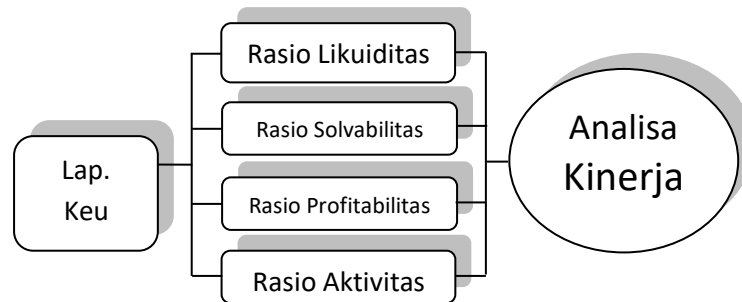 Lap.
Keu
Rasio Likuiditas
Rasio Solvabilitas
Rasio Profitabilitas
Rasio Aktivitas
Analisa
Kinerja